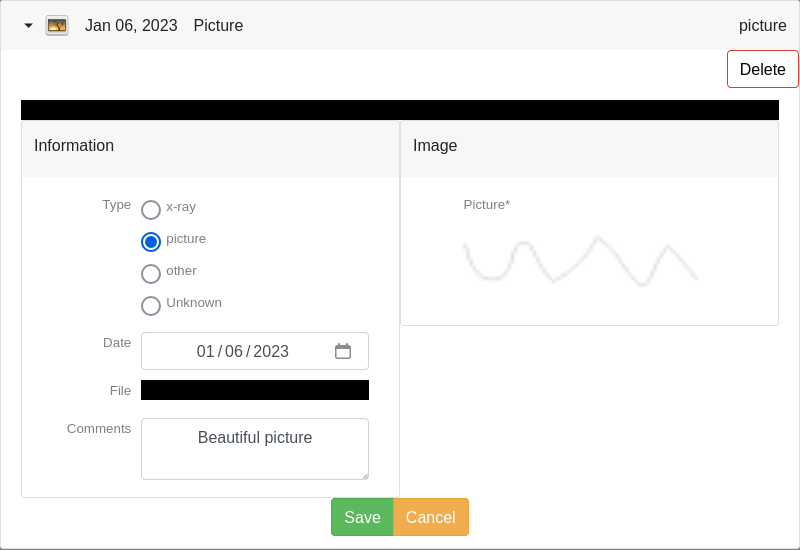 Jan 06, 2023 Picture picture
Delete
Information
Type
x-ray
picture
other
Unknown
Date
01/06/2023
File
Comments
Beautiful picture
Image
Picture*
Save
Cancel